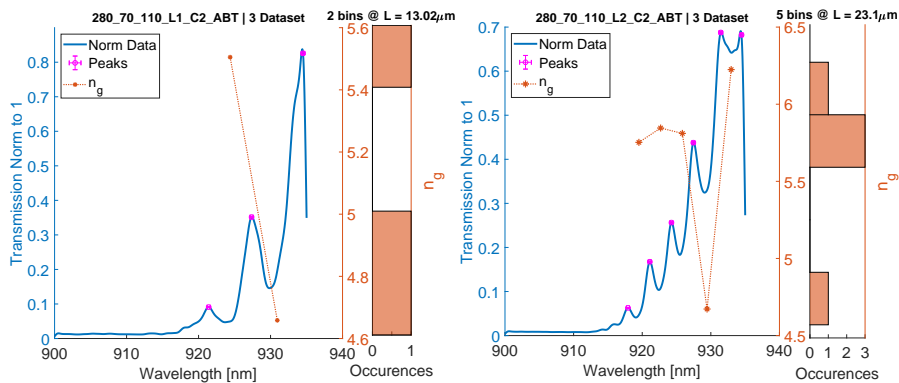 280_70_110_L1_C2_ABT | 3 Dataset
2 bins @ L = 13.02μm
Norm Data
Peaks
n_g
Transmission Norm to 1
0.8
0.7
0.6
0.5
0.4
0.3
0.2
0.1
0
900
910
920
930
940
Wavelength [nm]
5.6
5.4
5.2
5
4.8
4.6
n_g
0
1
Occurences
280_70_110_L2_C2_ABT | 3 Dataset
5 bins @ L = 23.1μm
Norm Data
Peaks
n_g
Transmission Norm to 1
0.7
0.6
0.5
0.4
0.3
0.2
0.1
0
900
910
920
930
940
Wavelength [nm]
6.5
6
5.5
5
4.5
n_g
0
1
2
3
Occurences